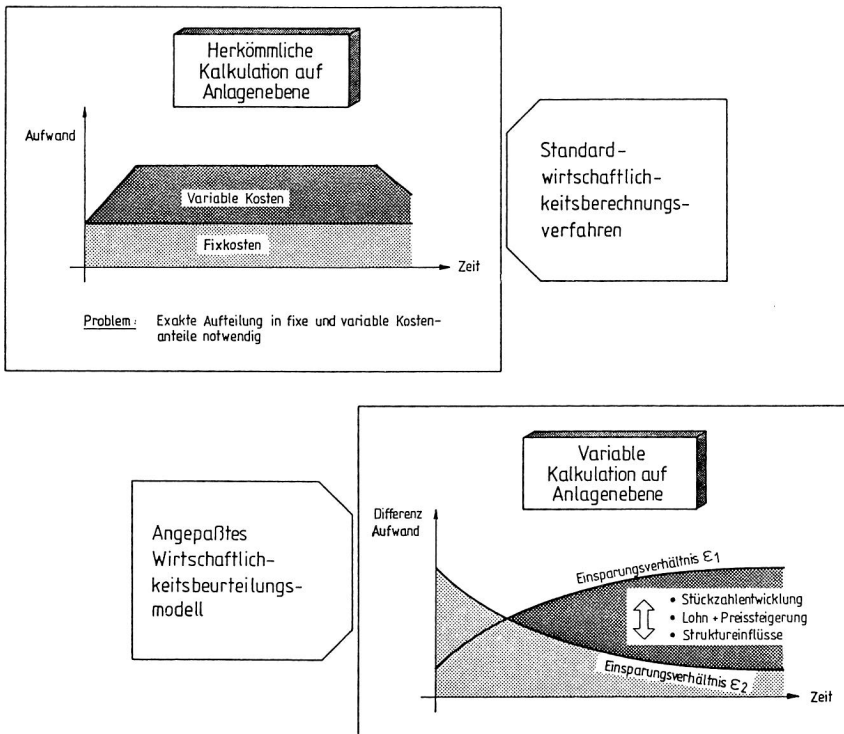 Herkömmliche
Kalkulation auf
Anlagenebene
Aufwand
Variable Kosten
Fixkosten
Zeit
Problem: Exakte Aufteilung in fixe und variable Kosten-
anteile notwendig
Standard-
wirtschaftlich-
keitsberechnungs-
verfahren
Angepaßtes
Wirtschaftlich-
keitsbeurteilungs-
modell
Variable
Kalkulation auf
Anlagenebene
Differenz
Aufwand
Einsparungsverhältnis ε1
• Stückzahlentwicklung
• Lohn + Preissteigerung
• Struktureinflüsse
Einsparungsverhältnis ε2
Zeit